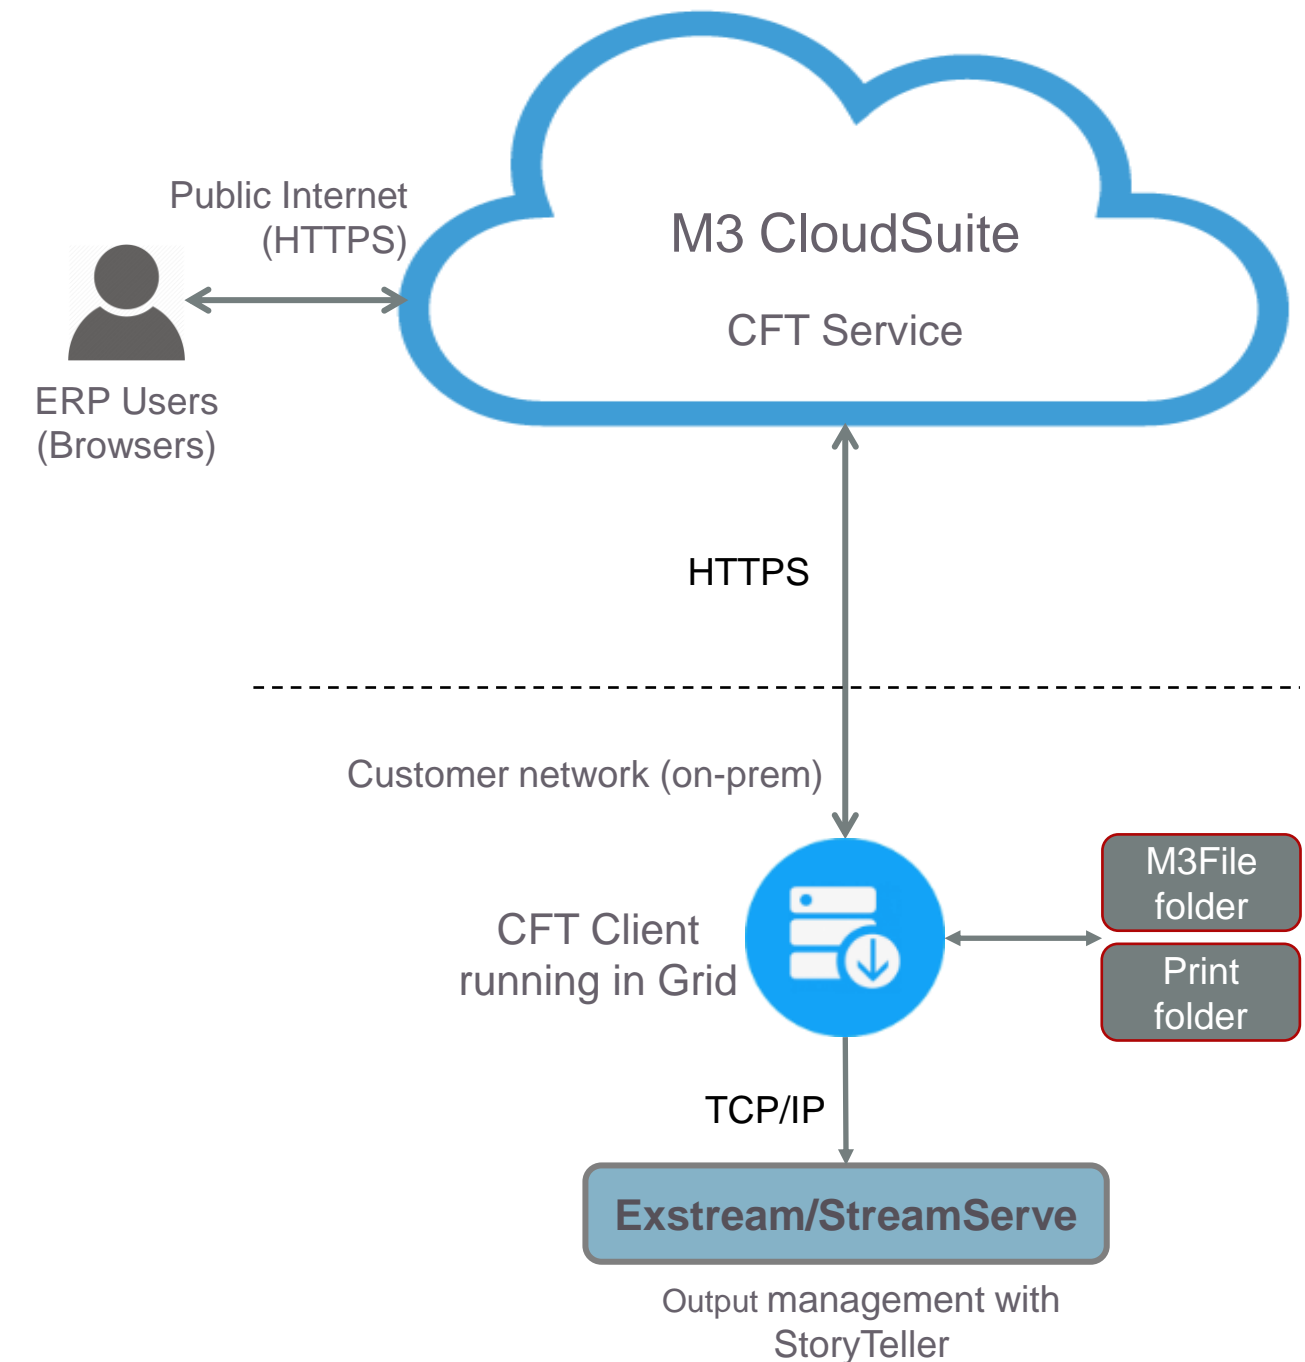 Public Internet
(HTTPS)
M3 CloudSuite
CFT Service
ERP Users
(Browsers)
HTTPS
Customer network (on-prem)
M3File
folder
CFT Client
running in Grid
Print
folder
TCP/IP
Exstream/StreamServe
Output management with
StoryTeller